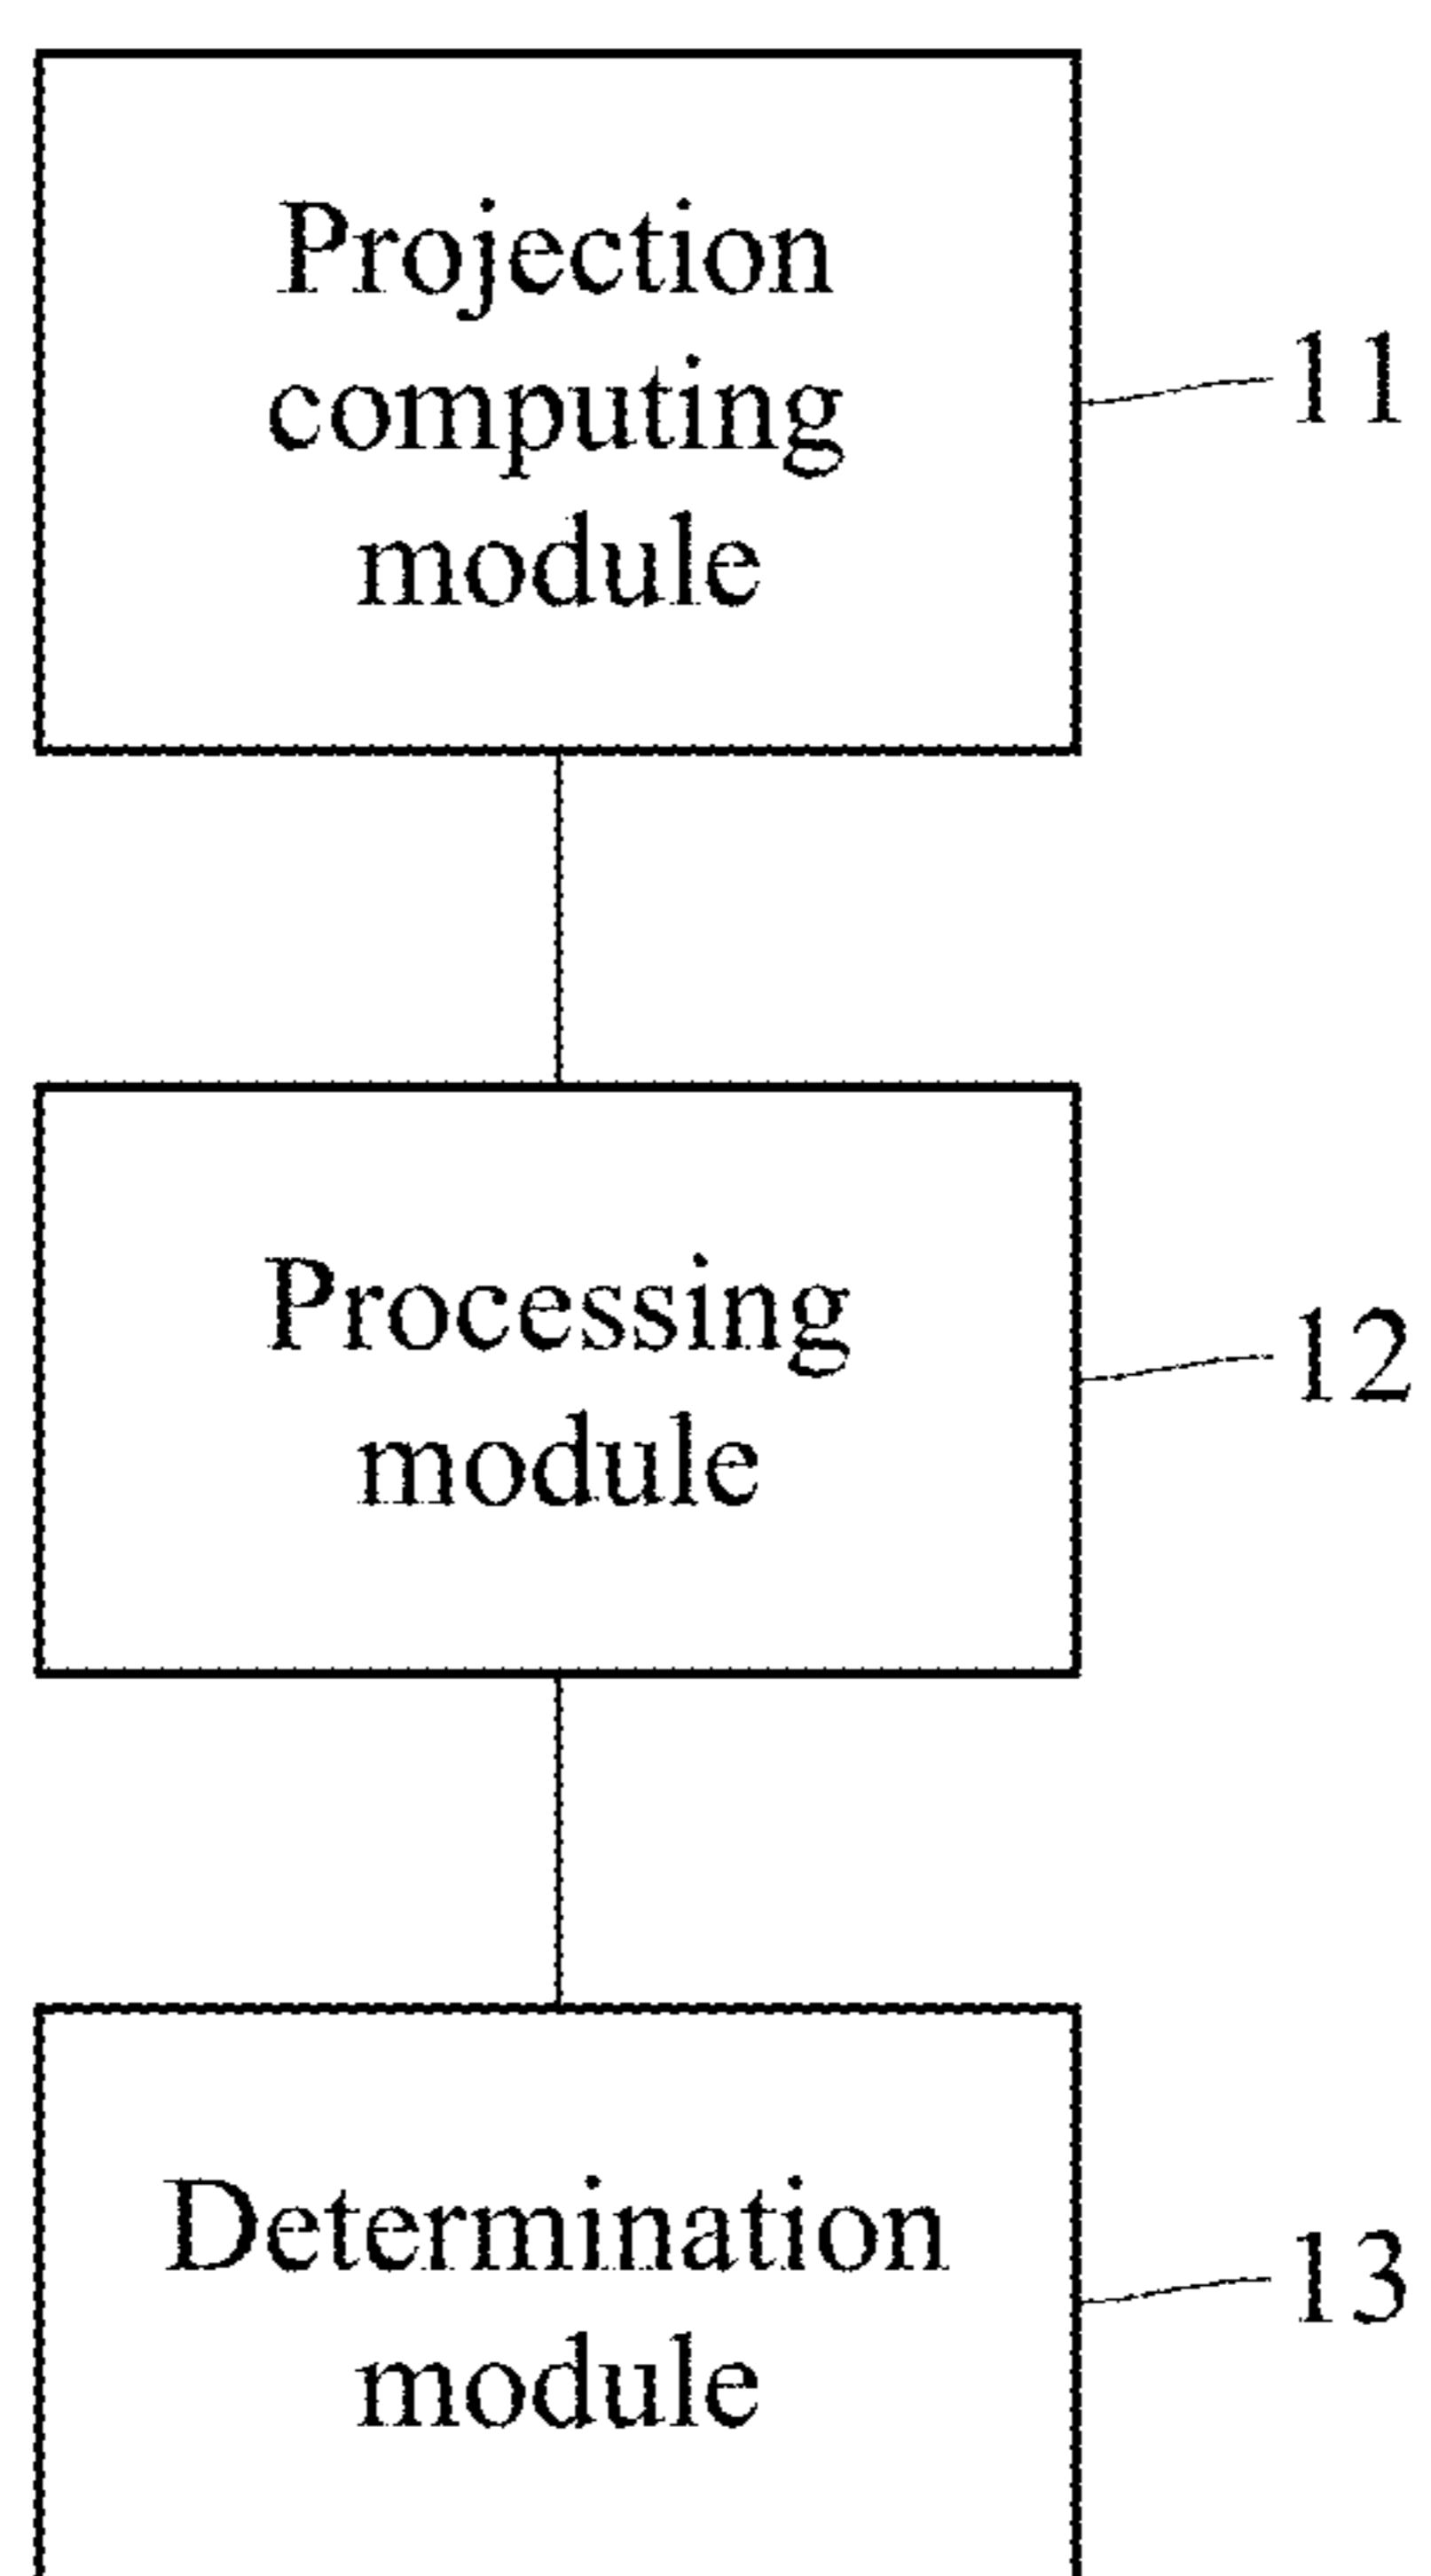 Projection
computing
module
11
Processing
module
12
Determination
module
13